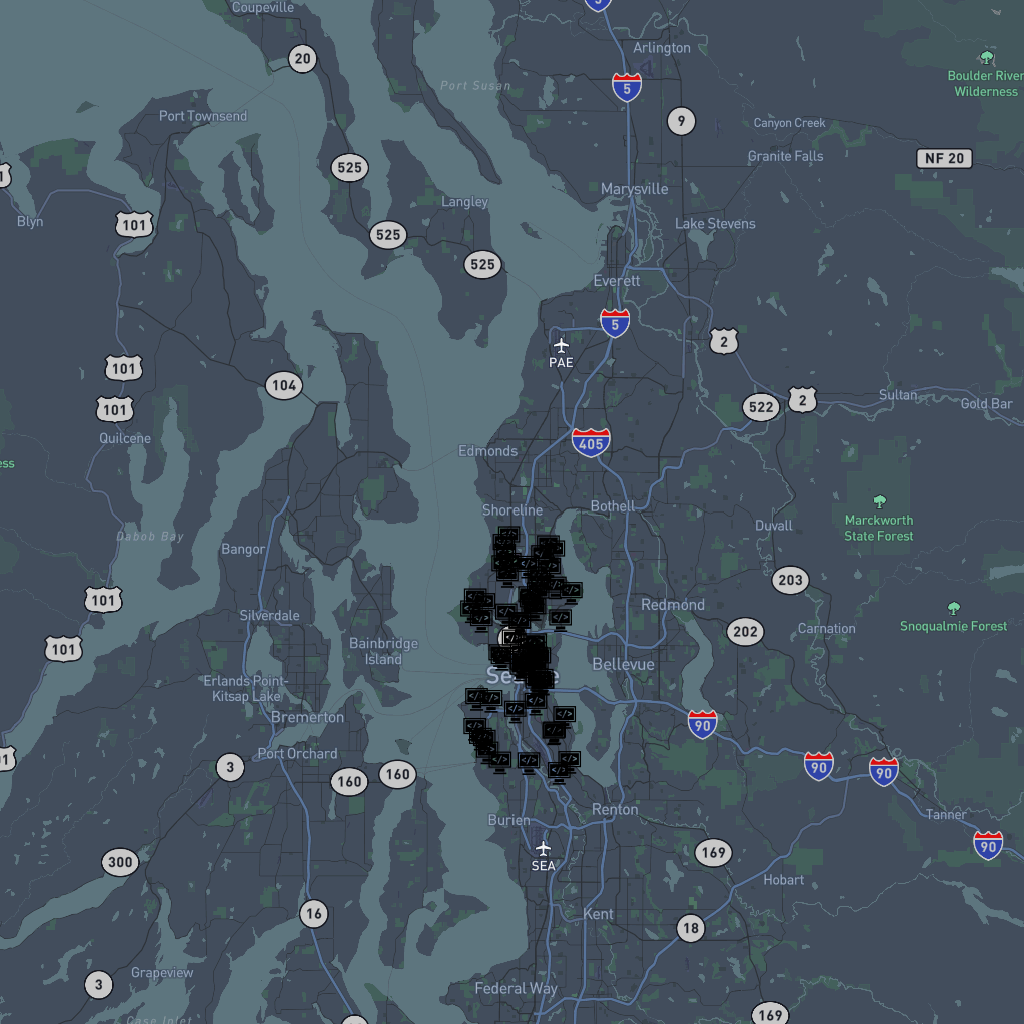 Coupeville
5
20
Arlington
Port Susan
5
Boulder River
Wilderness
Port Townsend
9
Canyon Creek
525
Granite Falls
NF 20
Marysville
Langley
Blyn
101
Lake Stevens
525
525
Everett
5
2
PAE
101
104
101
522
2
Sultan
Gold Bar
Quilcene
405
Edmonds
Shoreline
Bothell
Marckworth
State Forest
Duvall
Dabob Bay
Bangor
203
101
Redmond
Snoqualmie Forest
Silverdale
202
Carnation
101
Bainbridge
Island
Bellevue
Erlands Point-
Kitsap Lake
Bremerton
90
Port Orchard
3
160
160
90
90
Renton
Burien
Tanner
90
SEA
169
300
Hobart
16
Kent
18
Grapeview
3
Federal Way
169
Case Inlet